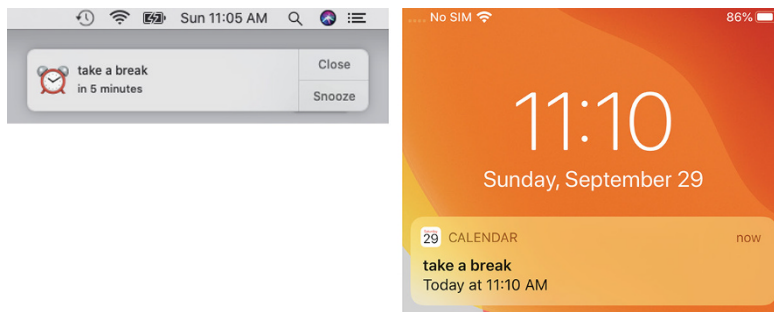 Sun 11:05 AM
take a break
in 5 minutes
Close
Snooze
No SIM
86%
11:10
Sunday, September 29
29
CALENDAR
now
take a break
Today at 11:10 AM